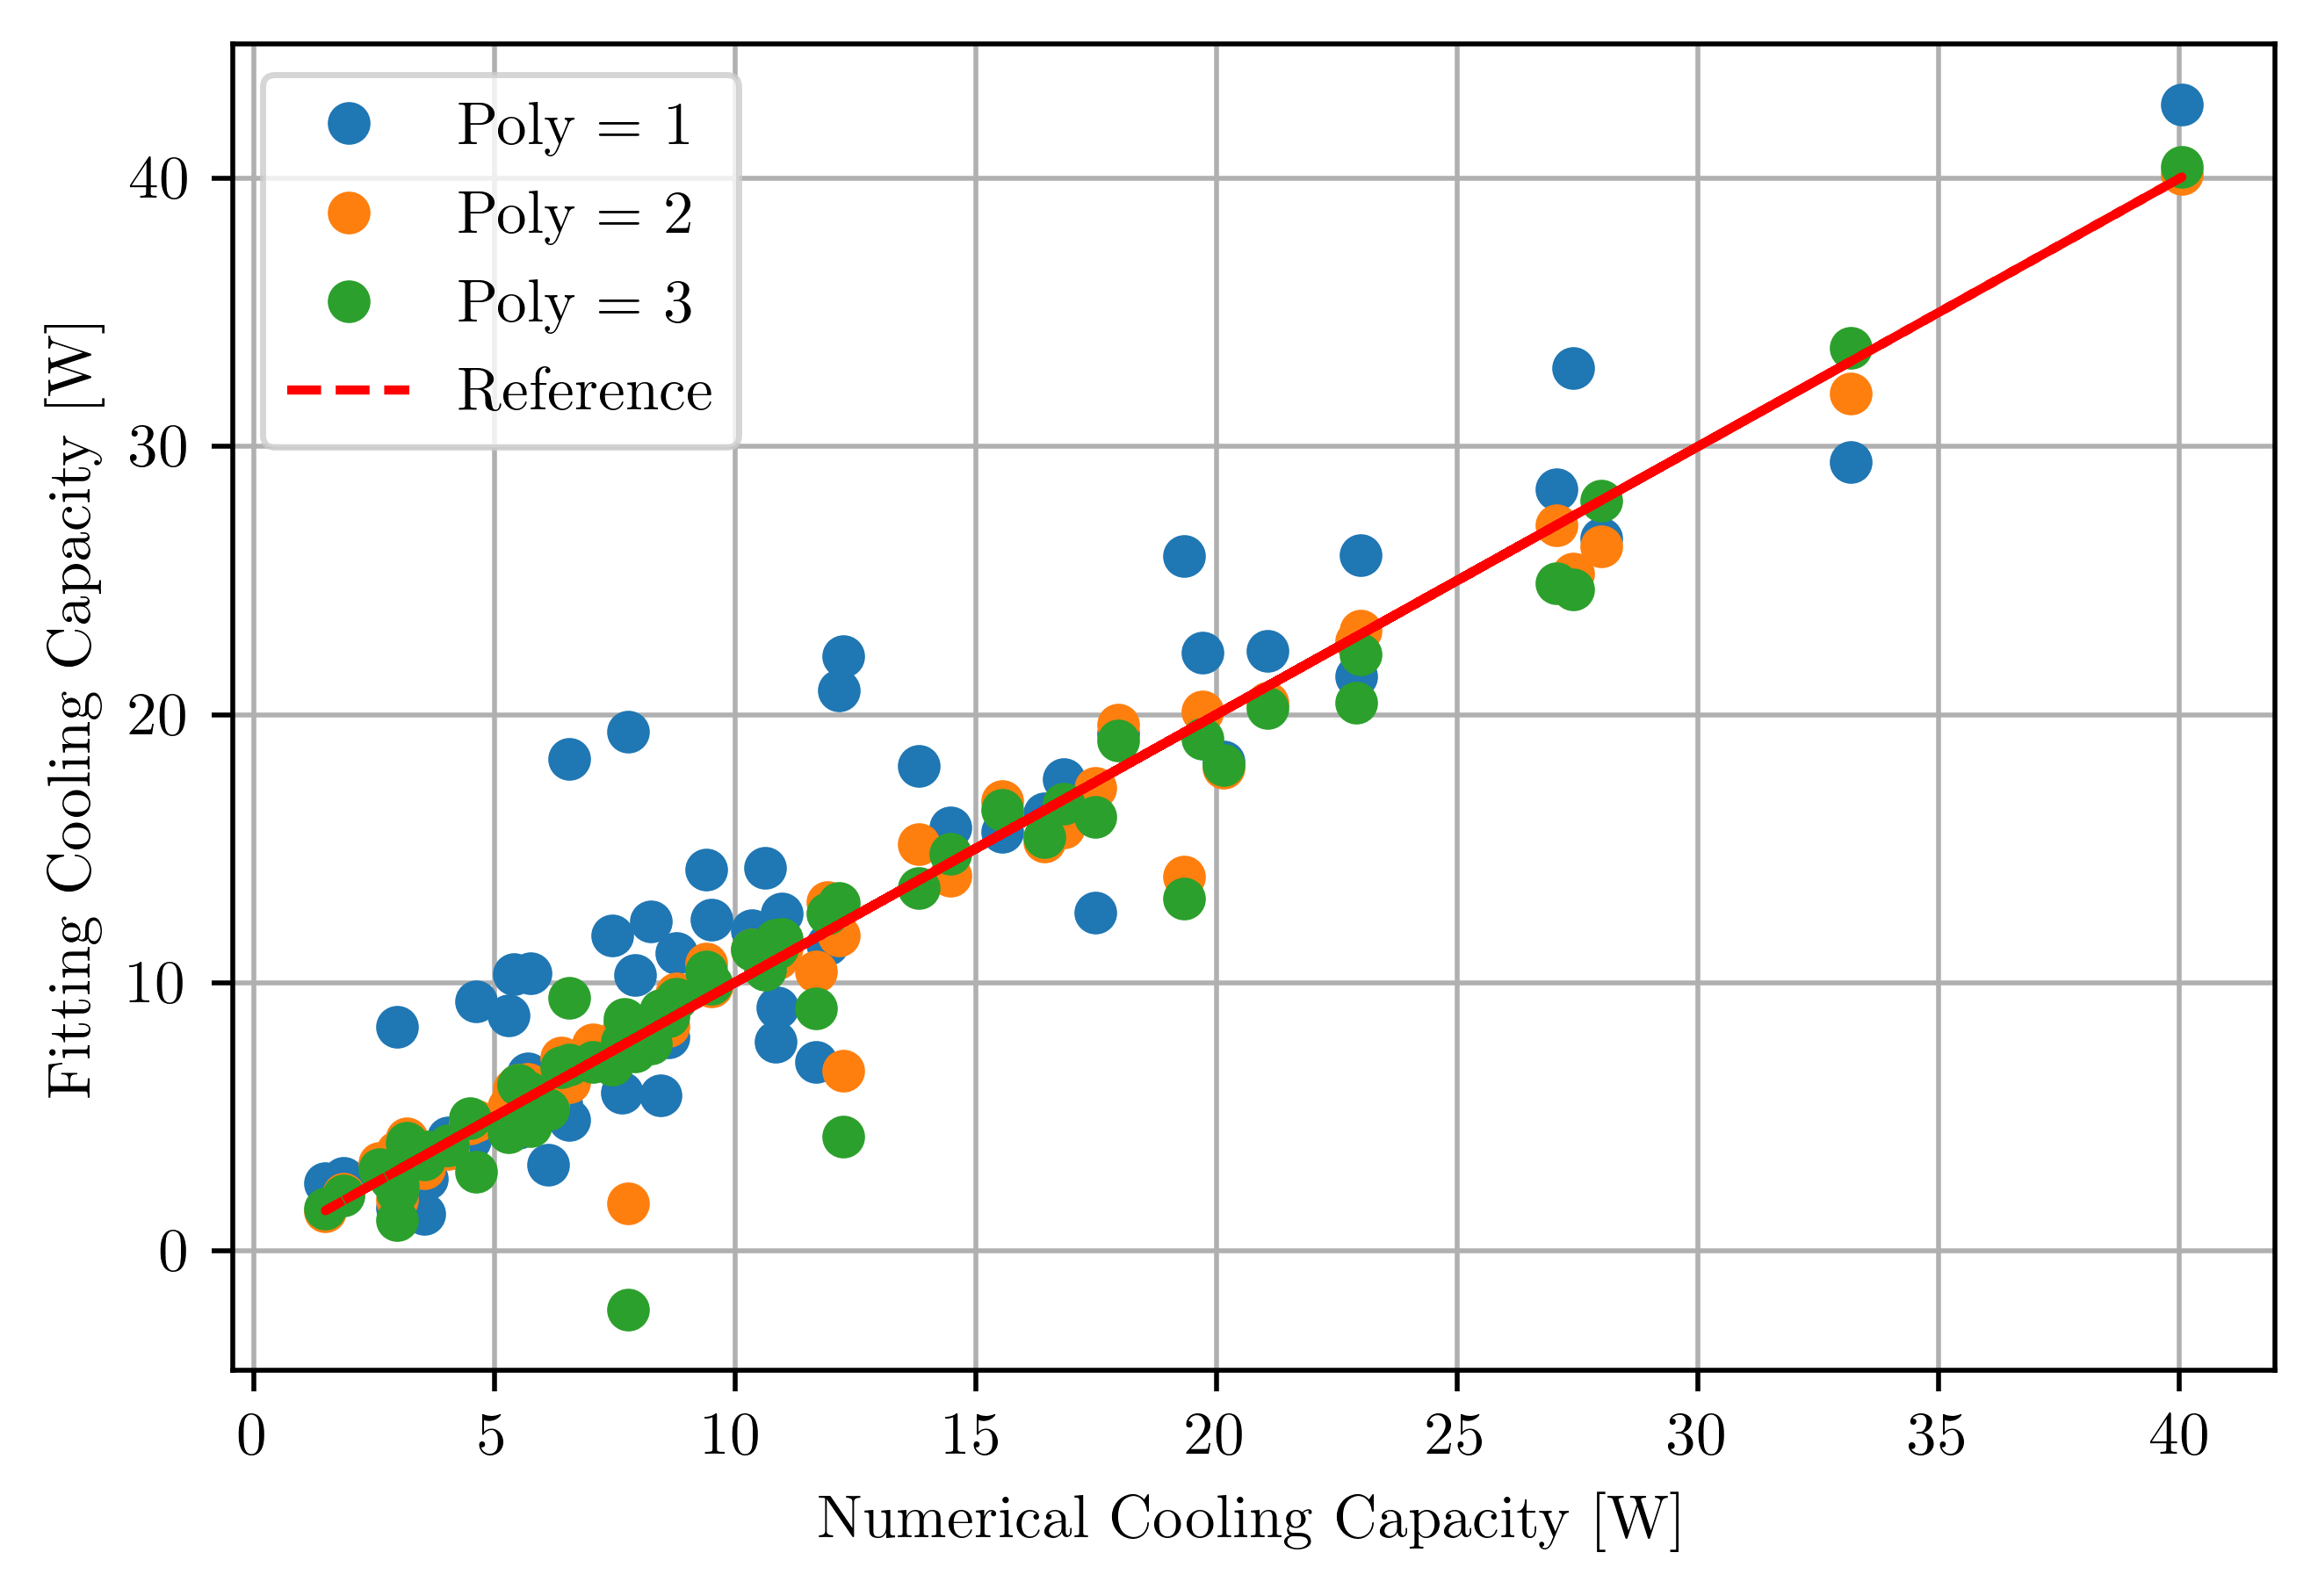 Poly = 1
Poly = 2
Poly = 3
Reference
Fitting Cooling Capacity [W]
40
30
20
10
0
0 5 10 15 20 25 30 35 40
Numerical Cooling Capacity [W]